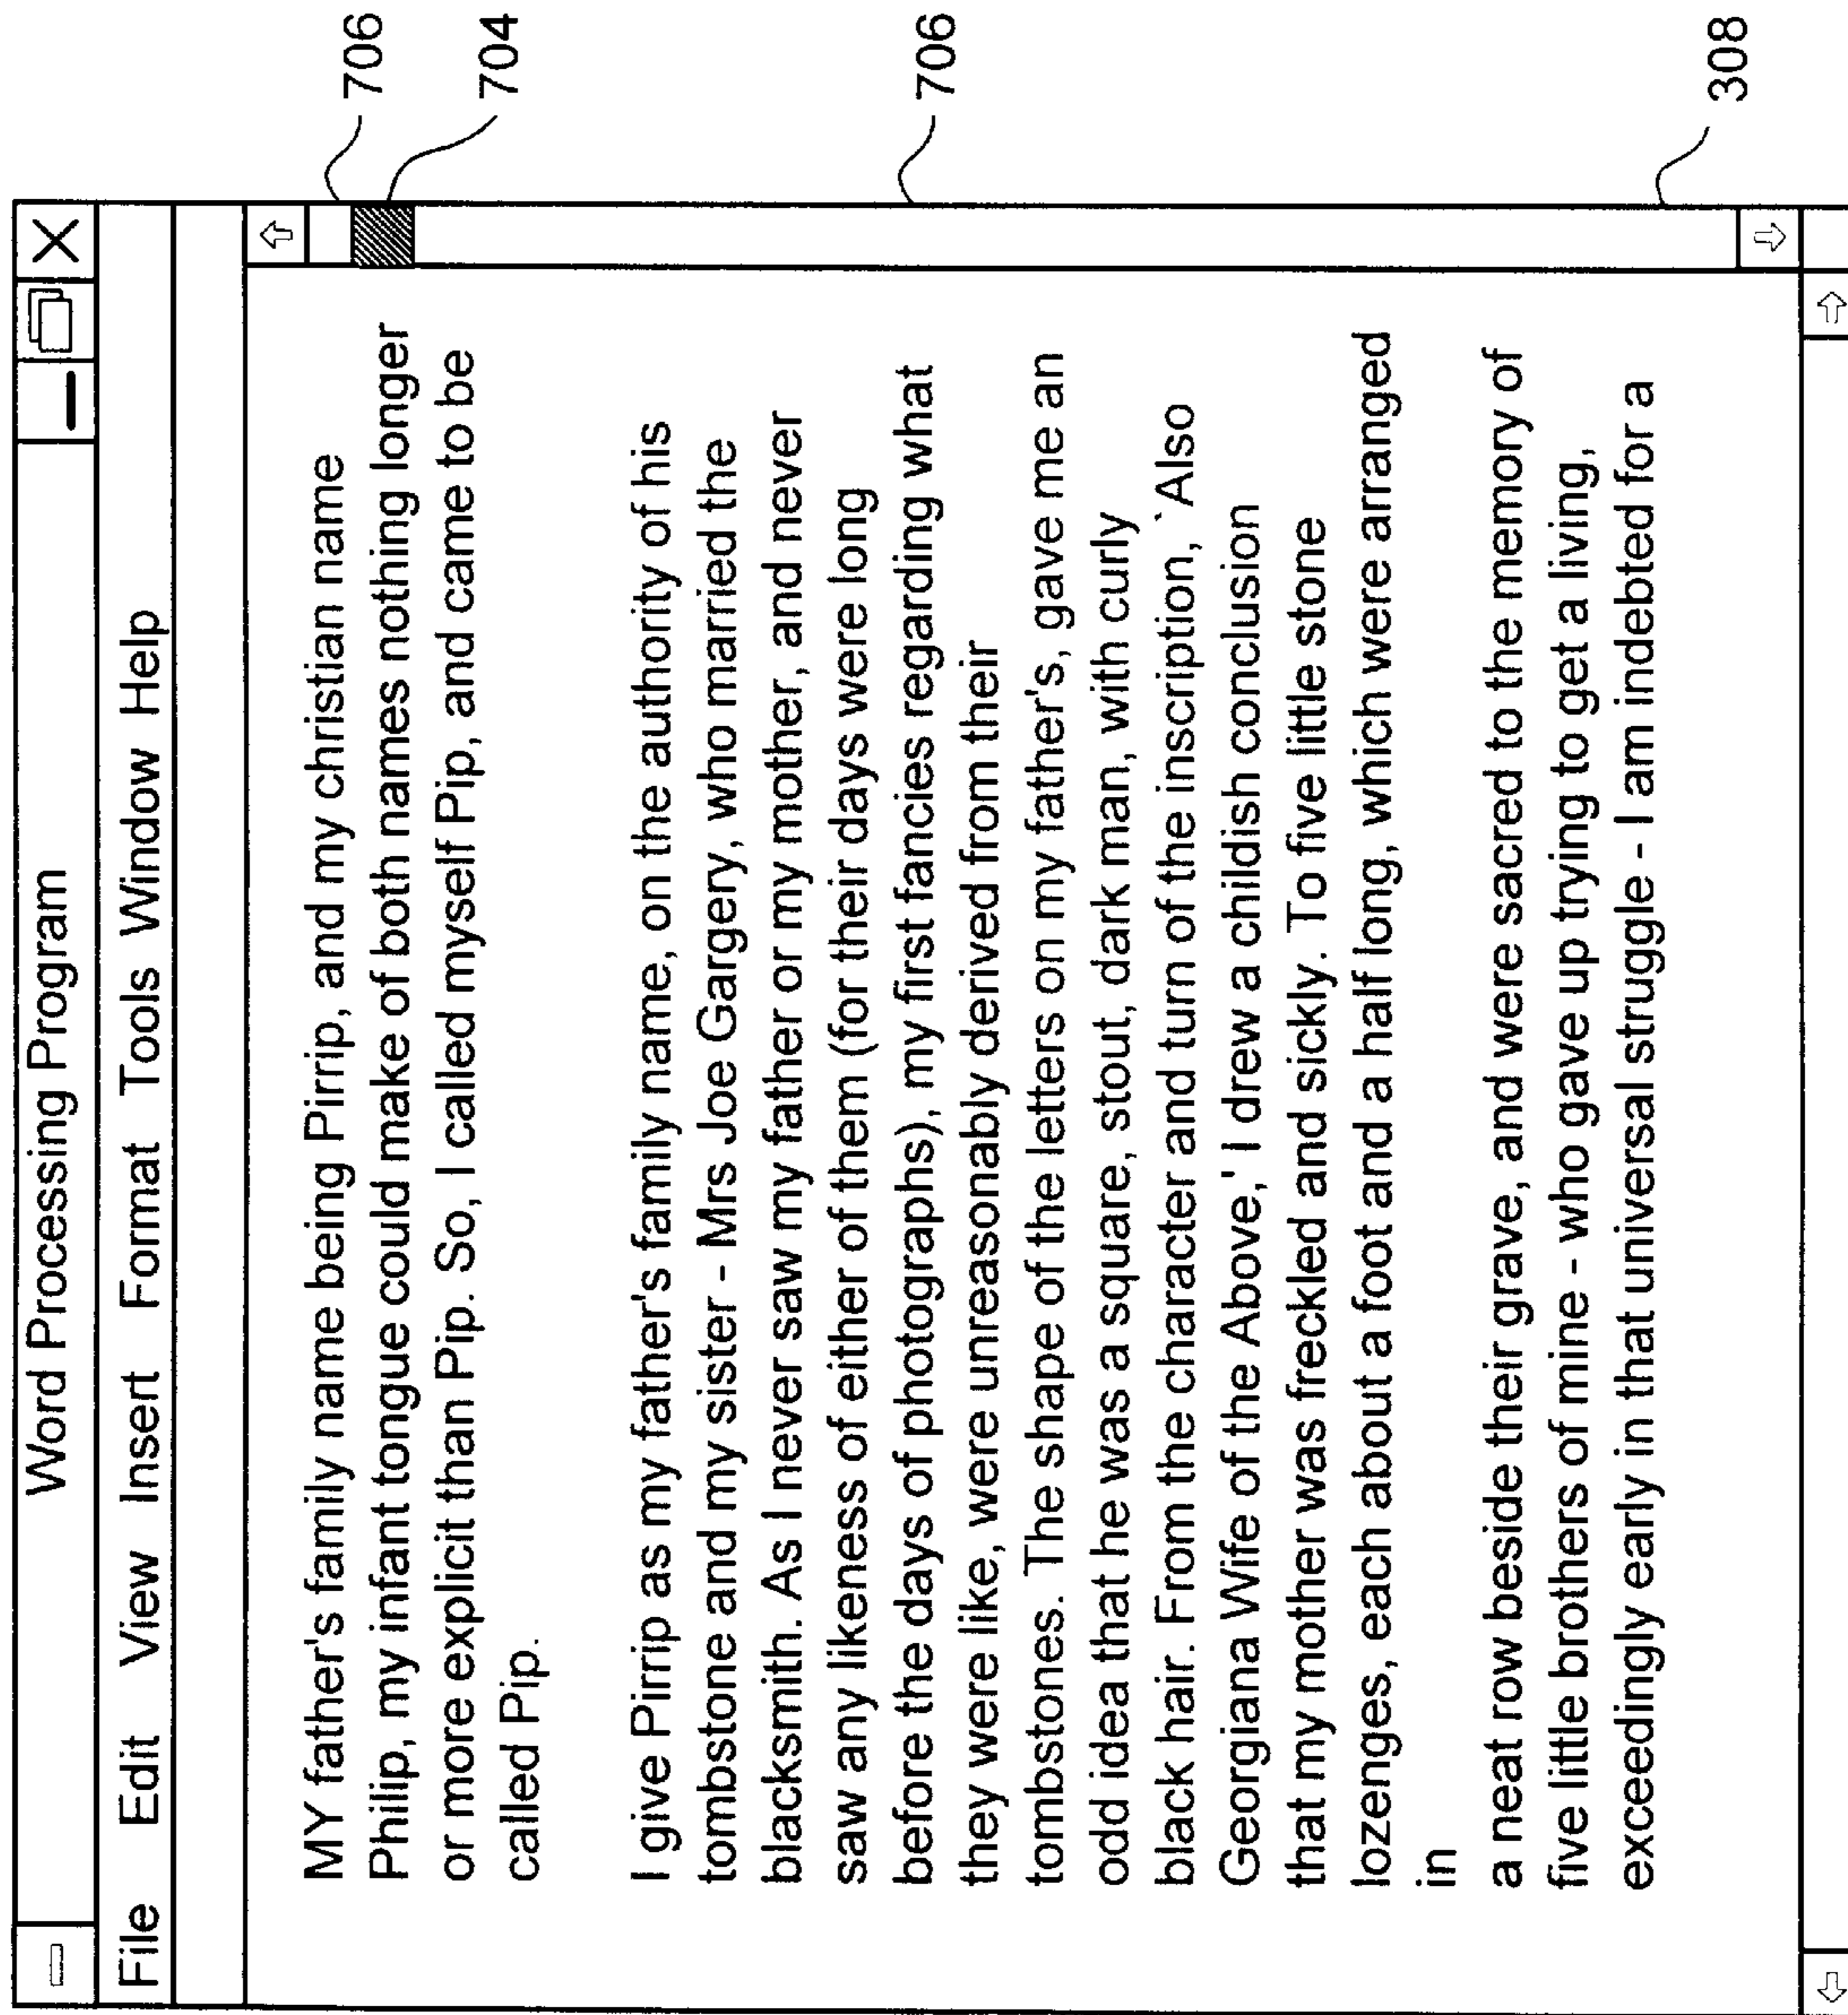 Word Processing Program
File Edit View Insert Format Tools Window Help
MY father's family name being Pirrip, and my christian name
Philip, my infant tongue could make of both names nothing longer
or more explicit than Pip. So, I called myself Pip, and came to be
called Pip.
I give Pirrip as my father's family name, on the authority of his
tombstone and my sister - Mrs Joe Gargery, who married the
blacksmith. As I never saw my father or my mother, and never
saw any likeness of either of them (for their days were long
before the days of photographs), my first fancies regarding what
they were like, were unreasonably derived from their
tombstones. The shape of the letters on my father's, gave me an
odd idea that he was a square, stout, dark man, with curly
black hair. From the character and turn of the inscription, `Also
Georgiana Wife of the Above,' I drew a childish conclusion
that my mother was freckled and sickly. To five little stone
lozenges, each about a foot and a half long, which were arranged
in
a neat row beside their grave, and were sacred to the memory of
five little brothers of mine - who gave up trying to get a living,
exceedingly early in that universal struggle - I am indebted for a
706
704
706
308